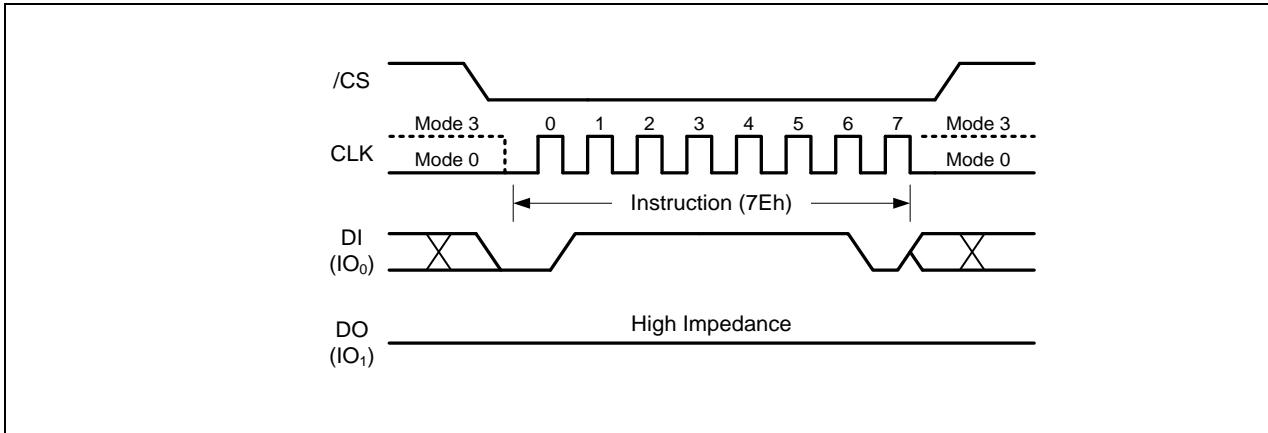 /CS
Mode 3 0 1 2 3 4 5 6 7 Mode 3
CLK
Mode 0 Mode 0
Instruction (7Eh)
DI
(IO₀)
High Impedance
DO
(IO₁)